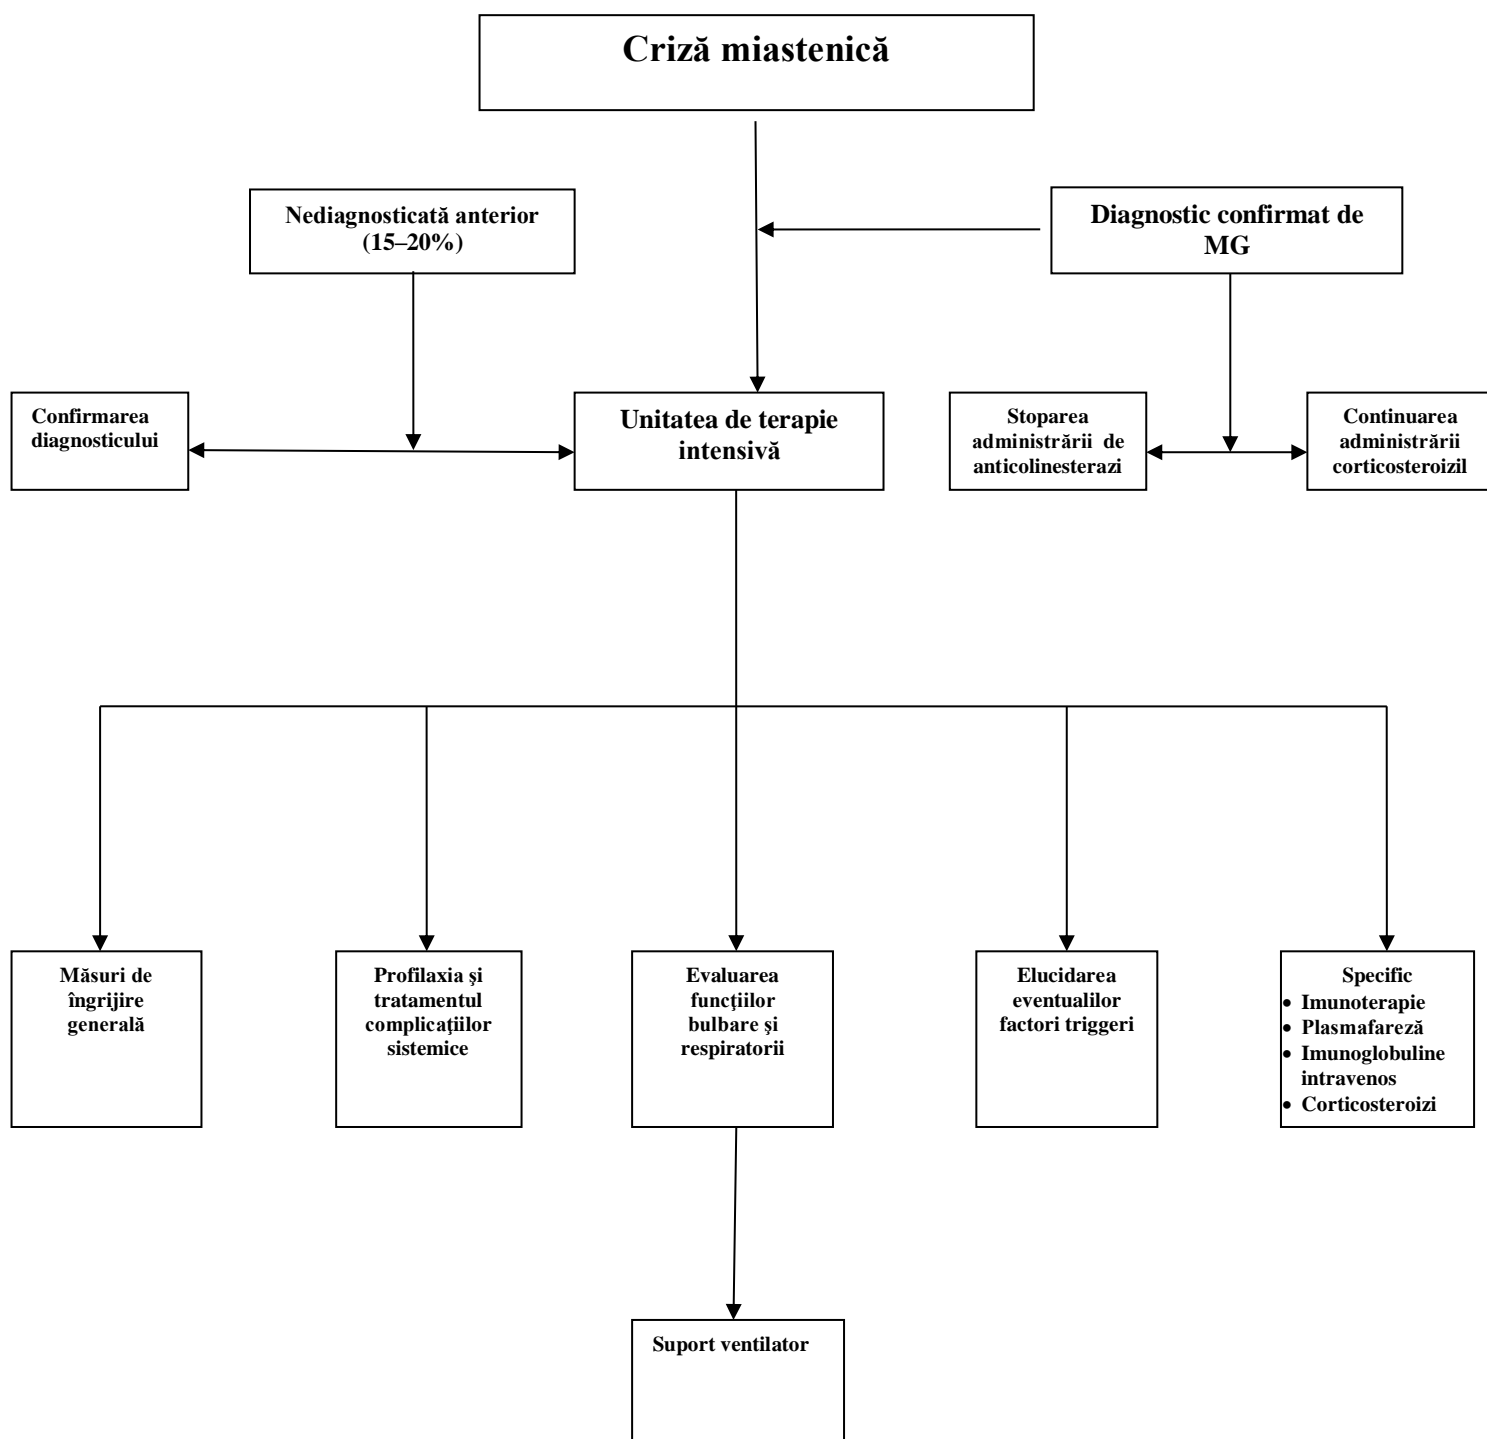 Criză miastenică
Nediagnosticată anterior
(15–20%)
Diagnostic confirmat de
MG
Confirmarea
diagnosticului
Unitatea de terapie
intensivă
Stoparea
administrării de
anticolinesterazi
Continuarea
administrării
corticosteroizil
Măsuri de
îngrijire
generală
Profilaxia şi
tratamentul
complicaţiilor
sistemice
Evaluarea
funcţiilor
bulbare şi
respiratorii
Elucidarea
eventualilor
factori triggeri
Specific
• Imunoterapie
• Plasmafareză
• Imunoglobuline
intravenos
• Corticosteroizi
Suport ventilator